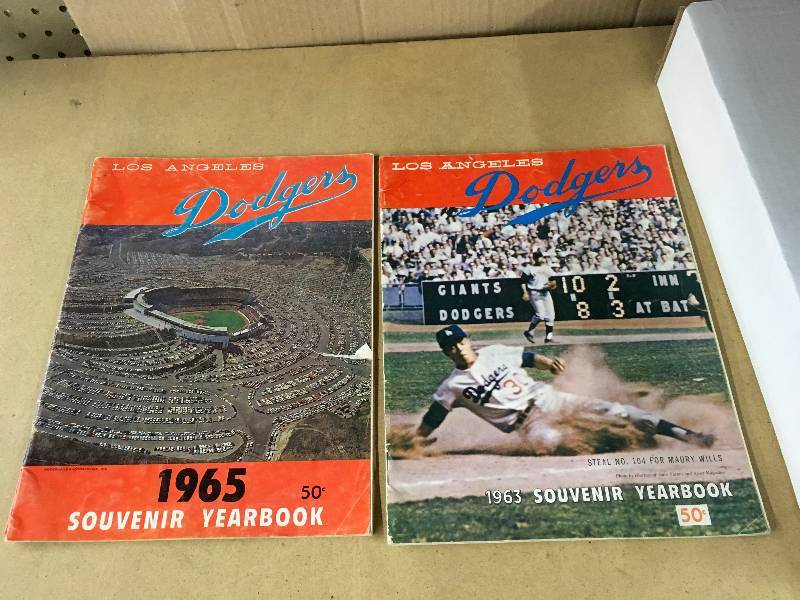 LOS ANGELES
Dodgers
1965
50¢
SOUVENIR YEARBOOK
LOS ANGELES
Dodgers
GIANTS 10 2 INN
DODGERS 8 3 AT BAT
Dodgers
STEAL NO. 104 FOR MAURY WILLS
1963 SOUVENIR YEARBOOK
50¢